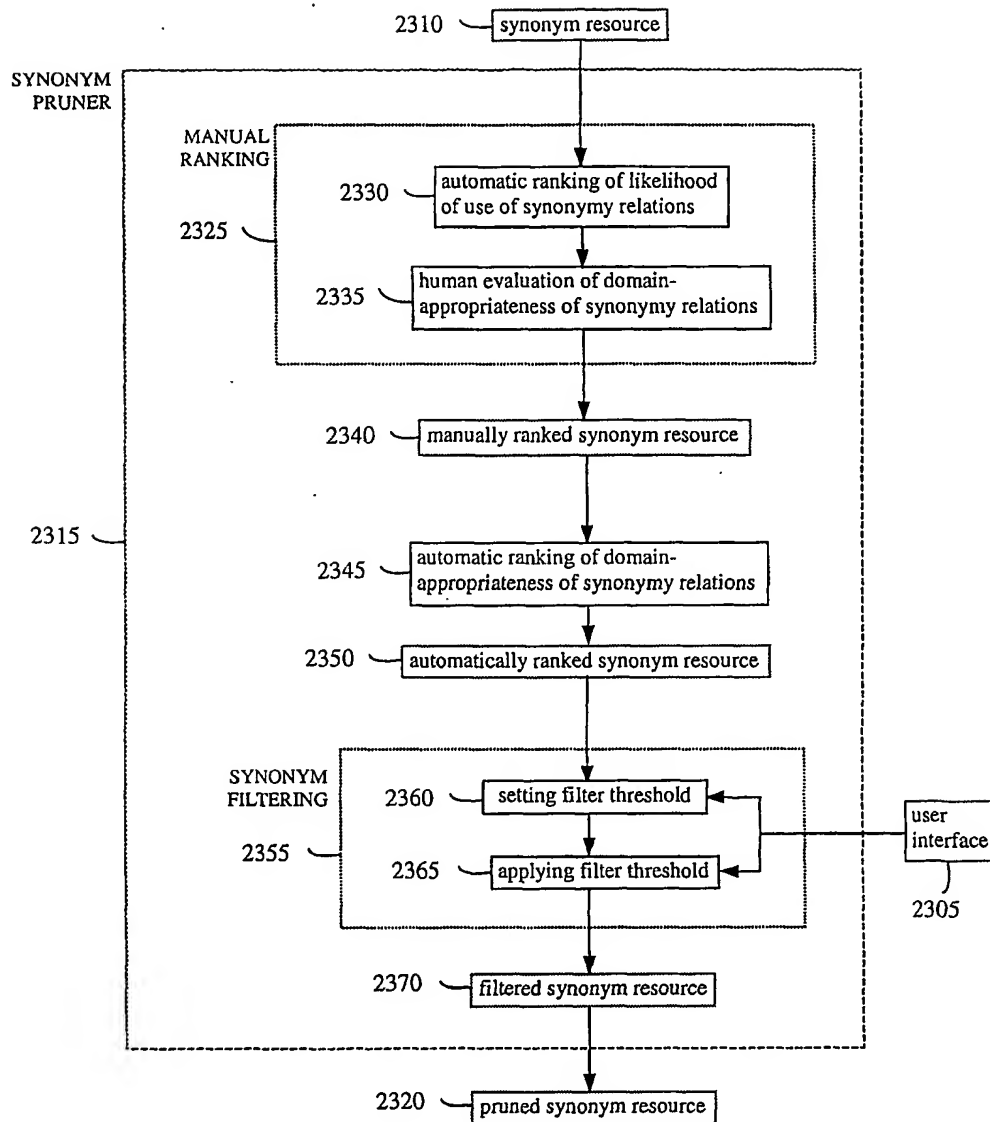 2310
synonym resource
SYNONYM
PRUNER
MANUAL
RANKING
2330
automatic ranking of likelihood
of use of synonymy relations
2325
2335
human evaluation of domain-
appropriateness of synonymy relations
2340
manually ranked synonym resource
2315
2345
automatic ranking of domain-
appropriateness of synonymy relations
2350
automatically ranked synonym resource
SYNONYM
FILTERING
2360
setting filter threshold
2355
2365
applying filter threshold
user
interface
2305
2370
filtered synonym resource
2320
pruned synonym resource